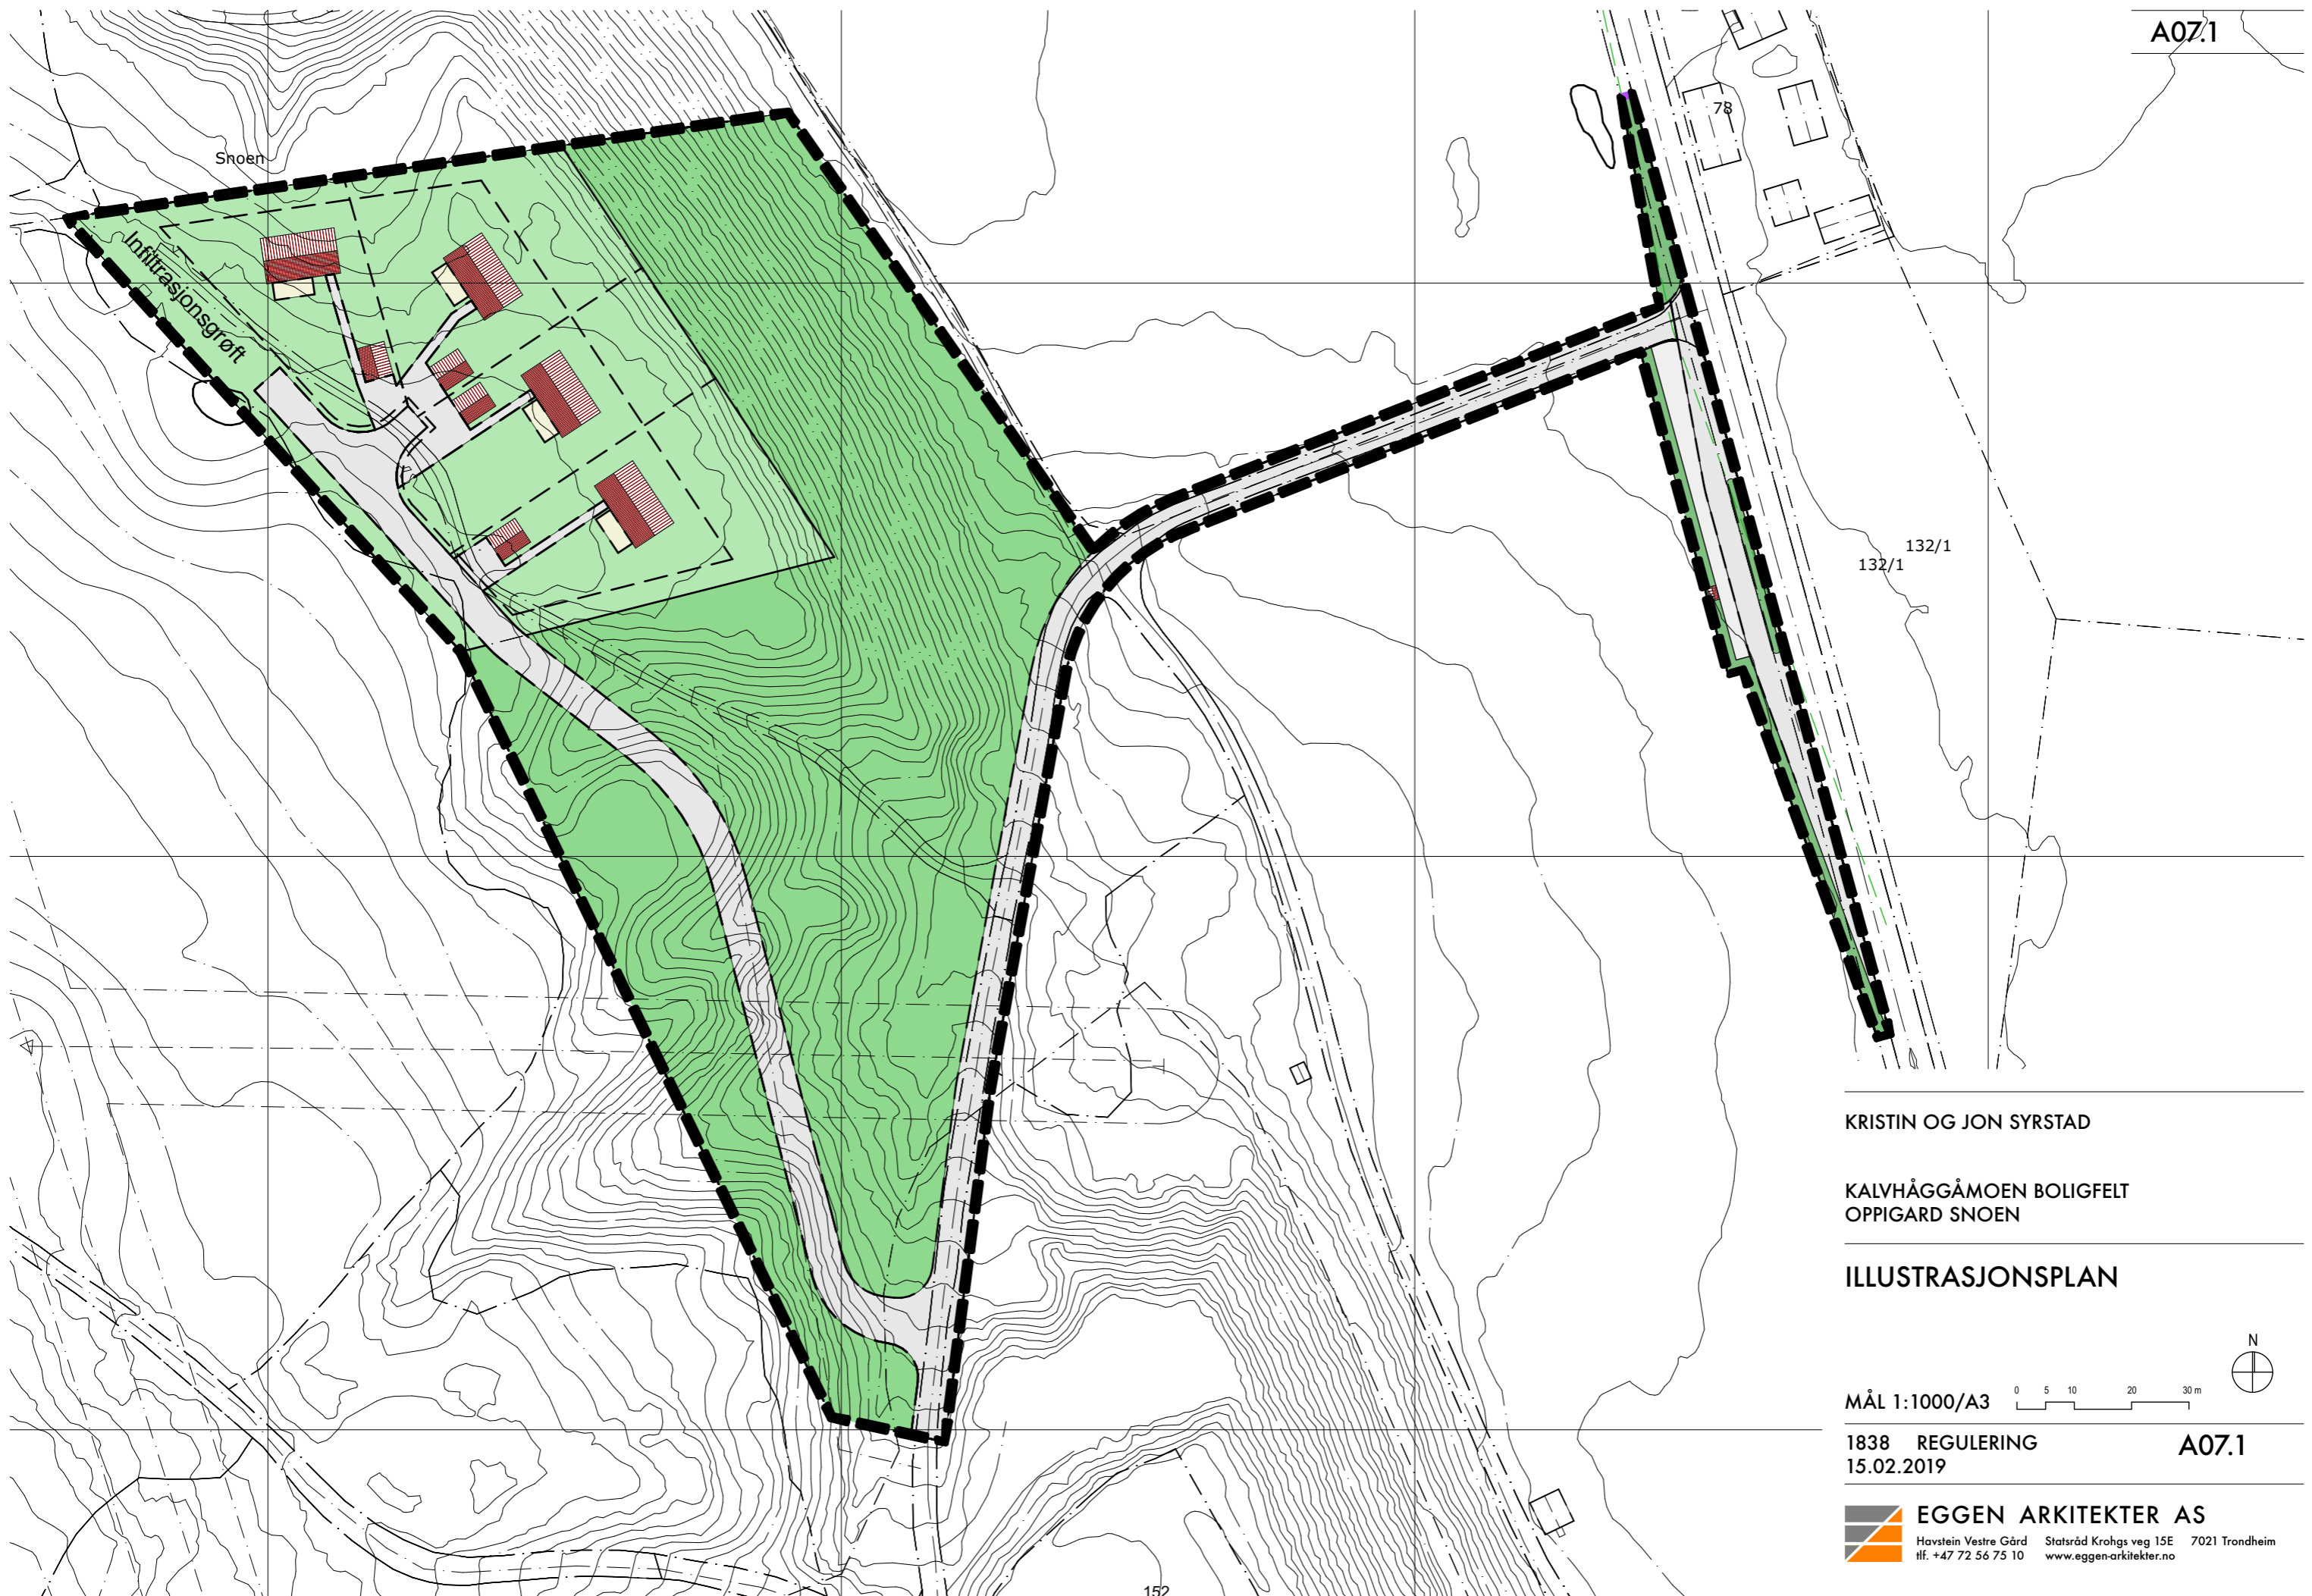 A07.1
78
Snoen
Infiltrasjonsgrøft
132/1
132/1
KRISTIN OG JON SYRSTAD
KALVHÅGGÅMOEN BOLIGFELT
OPPIGARD SNOEN
ILLUSTRASJONSPLAN
N
MÅL 1:1000/A3
0 5 10 20 30 m
1838 REGULERING
A07.1
15.02.2019
EGGEN ARKITEKTER AS
Havstein Vestre Gård Statsråd Krohgs veg 15E 7021 Trondheim
tlf. +47 72 56 75 10 www.eggen-arkitekter.no
152